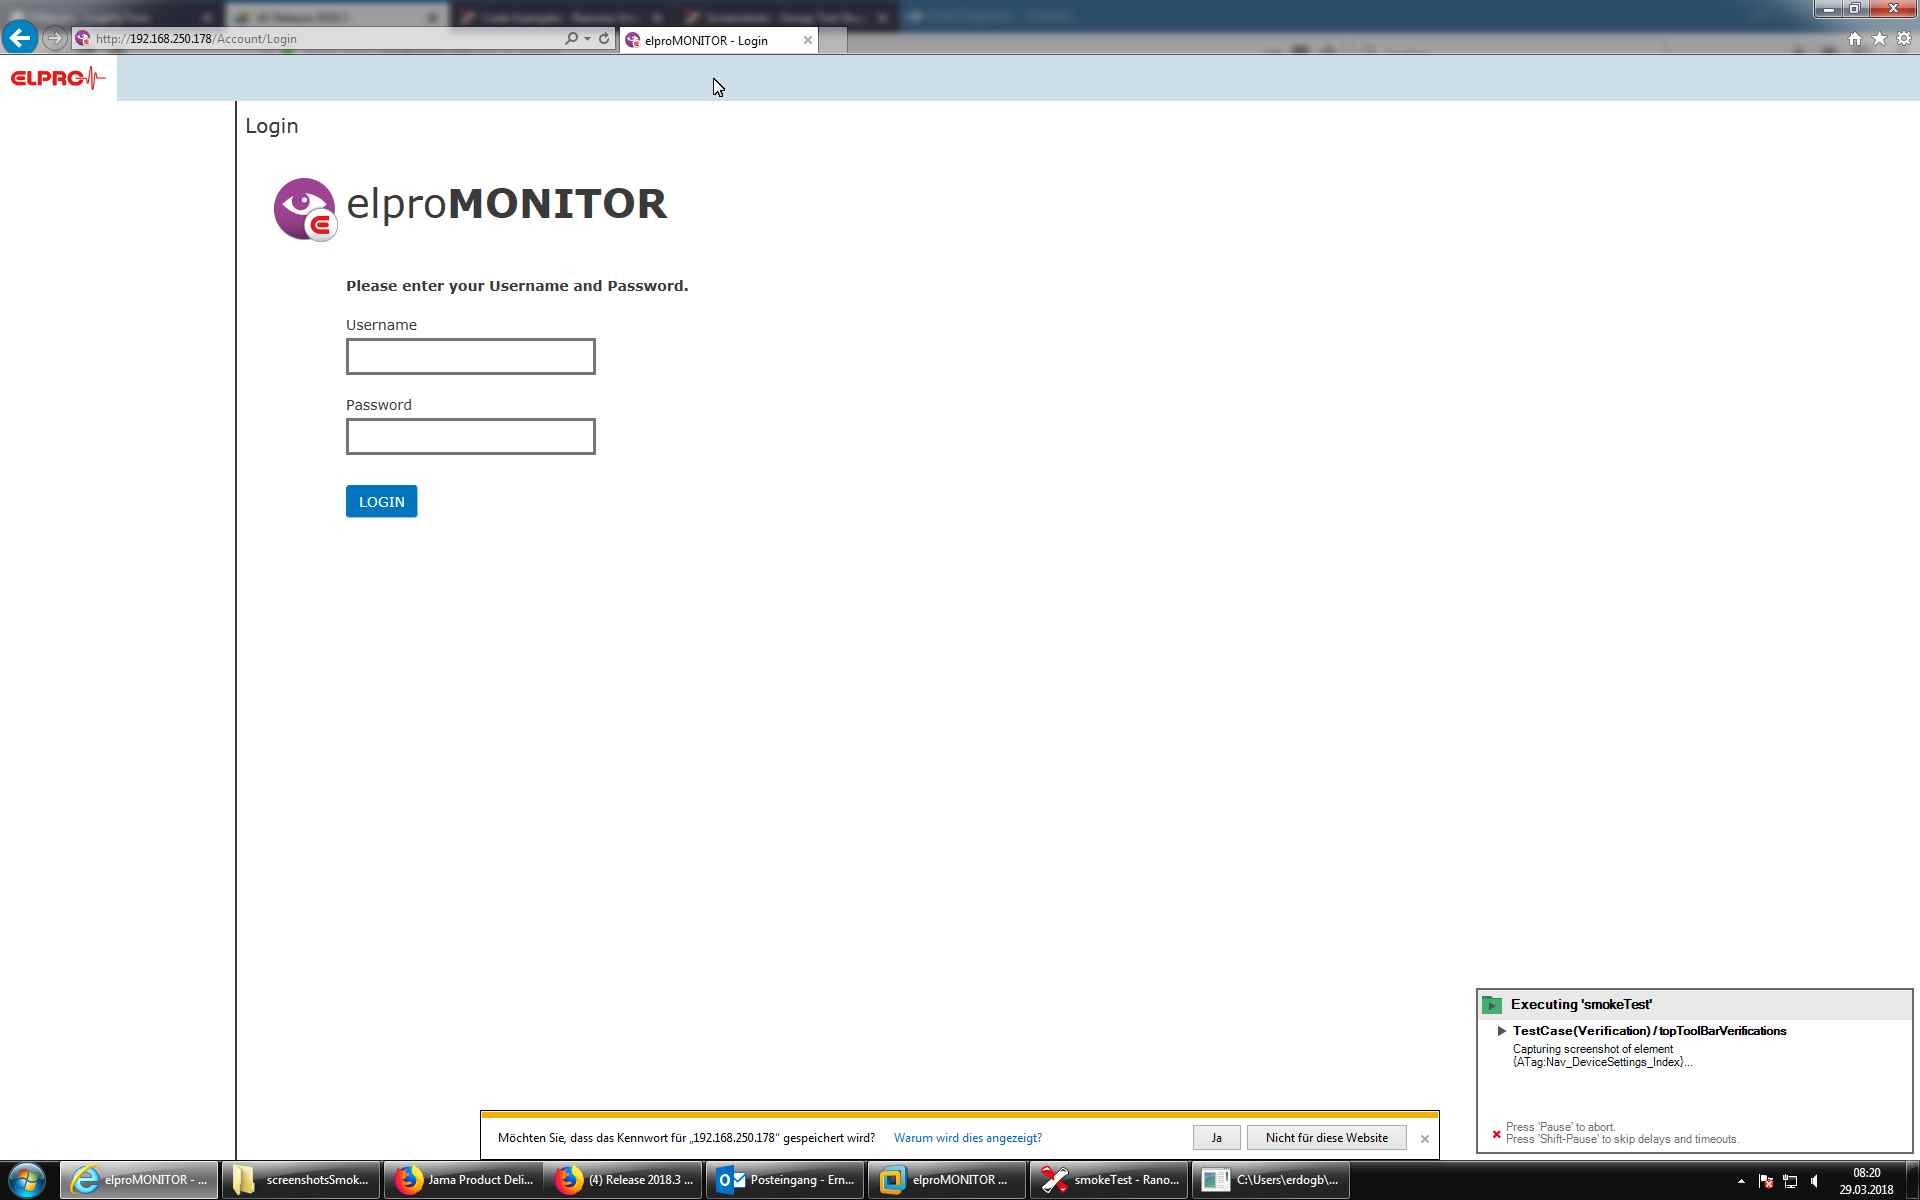 http://192.168.250.178/Account/Login
elproMONITOR - Login
ELPRO
Login
elproMONITOR
Please enter your Username and Password.
Username
Password
LOGIN
Executing 'smokeTest'
TestCase(Verification) / topToolBarVerifications
Capturing screenshot of element
{ATag:Nav_DeviceSettings_Index}...
Press 'Pause' to abort.
Press 'Shift-Pause' to skip delays and timeouts.
Möchten Sie, dass das Kennwort für „192.168.250.178“ gespeichert wird? Warum wird dies angezeigt? Ja Nicht für diese Website
elproMONITOR - ... screenshotsSmok... Jama Product Deli... (4) Release 2018.3 ... Posteingang - Ern... elproMONITOR ... smokeTest - Rano... C:\Users\erdogb\...
08:20
29.03.2018